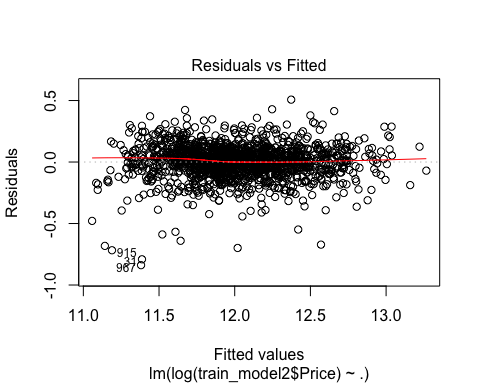 Residuals vs Fitted
Residuals
0.5
0.0
-0.5
-1.0
915
31
967
11.0 11.5 12.0 12.5 13.0
Fitted values
lm(log(train_model2$Price) ~ .)